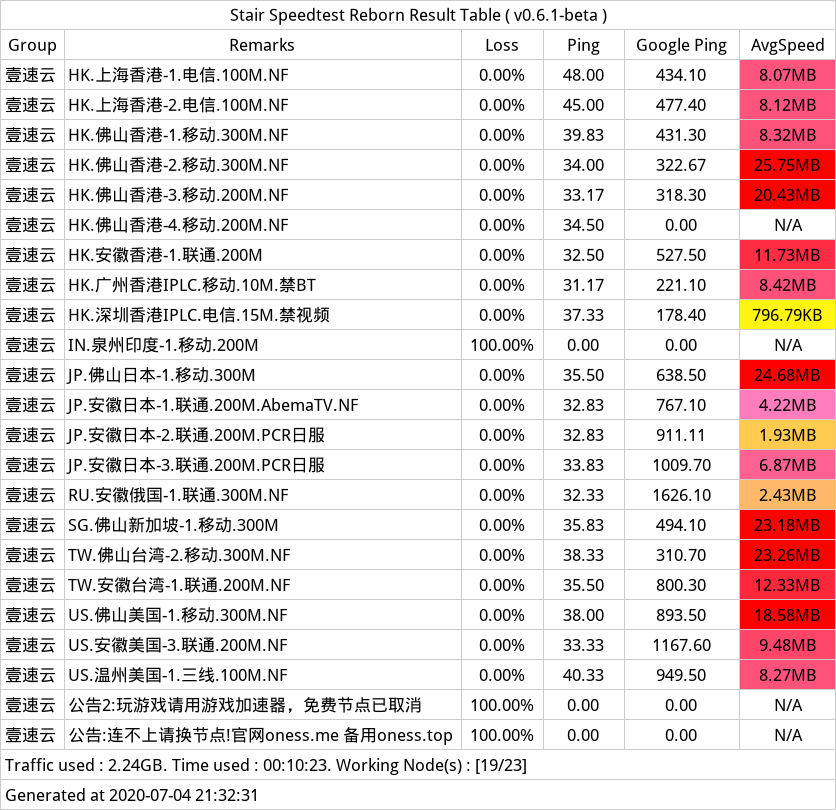 Stair Speedtest Reborn Result Table ( v0.6.1-beta )
Group Remarks Loss Ping Google Ping AvgSpeed
壹速云 HK.上海香港-1.电信.100M.NF 0.00% 48.00 434.10 8.07MB
壹速云 HK.上海香港-2.电信.100M.NF 0.00% 45.00 477.40 8.12MB
壹速云 HK.佛山香港-1.移动.300M.NF 0.00% 39.83 431.30 8.32MB
壹速云 HK.佛山香港-2.移动.300M.NF 0.00% 34.00 322.67 25.75MB
壹速云 HK.佛山香港-3.移动.200M.NF 0.00% 33.17 318.30 20.43MB
壹速云 HK.佛山香港-4.移动.200M.NF 0.00% 34.50 0.00 N/A
壹速云 HK.安徽香港-1.联通.200M 0.00% 32.50 527.50 11.73MB
壹速云 HK.广州香港IPLC.移动.10M.禁BT 0.00% 31.17 221.10 8.42MB
壹速云 HK.深圳香港IPLC.电信.15M.禁视频 0.00% 37.33 178.40 796.79KB
壹速云 IN.泉州印度-1.移动.200M 100.00% 0.00 0.00 N/A
壹速云 JP.佛山日本-1.移动.300M 0.00% 35.50 638.50 24.68MB
壹速云 JP.安徽日本-1.联通.200M.AbemaTV.NF 0.00% 32.83 767.10 4.22MB
壹速云 JP.安徽日本-2.联通.200M.PCR日服 0.00% 32.83 911.11 1.93MB
壹速云 JP.安徽日本-3.联通.200M.PCR日服 0.00% 33.83 1009.70 6.87MB
壹速云 RU.安徽俄国-1.联通.300M.NF 0.00% 32.33 1626.10 2.43MB
壹速云 SG.佛山新加坡-1.移动.300M 0.00% 35.83 494.10 23.18MB
壹速云 TW.佛山台湾-2.移动.300M.NF 0.00% 38.33 310.70 23.26MB
壹速云 TW.安徽台湾-1.联通.200M.NF 0.00% 35.50 800.30 12.33MB
壹速云 US.佛山美国-1.移动.300M.NF 0.00% 38.00 893.50 18.58MB
壹速云 US.安徽美国-3.联通.200M.NF 0.00% 33.33 1167.60 9.48MB
壹速云 US.温州美国-1.三线.100M.NF 0.00% 40.33 949.50 8.27MB
壹速云 公告2:玩游戏请用游戏加速器，免费节点已取消 100.00% 0.00 0.00 N/A
壹速云 公告:连不上请换节点!官网oness.me 备用oness.top 100.00% 0.00 0.00 N/A
Traffic used : 2.24GB. Time used : 00:10:23. Working Node(s) : [19/23]
Generated at 2020-07-04 21:32:31